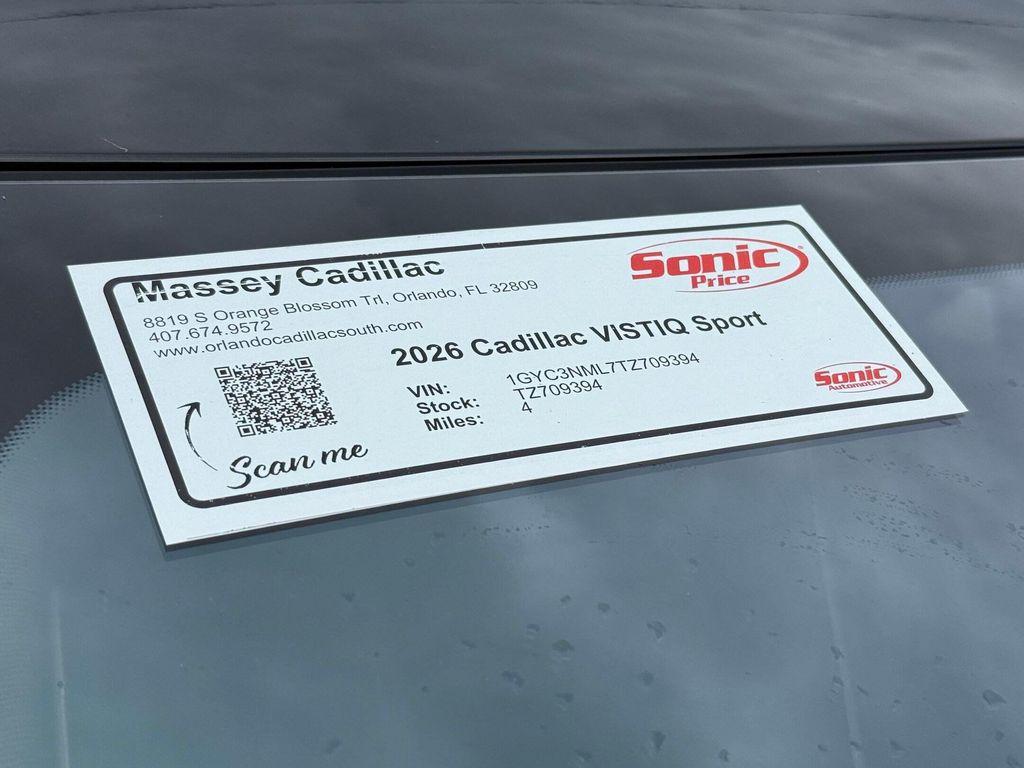 Massey Cadillac
8819 S Orange Blossom Trl, Orlando, FL 32809
407.674.9572
www.orlandocadillacsouth.com
Sonic
Price
2026 Cadillac VISTIQ Sport
VIN: 1GYC3NML7TZ709394
Stock: TZ709394
Miles: 4
Scan me
Sonic
Automotive